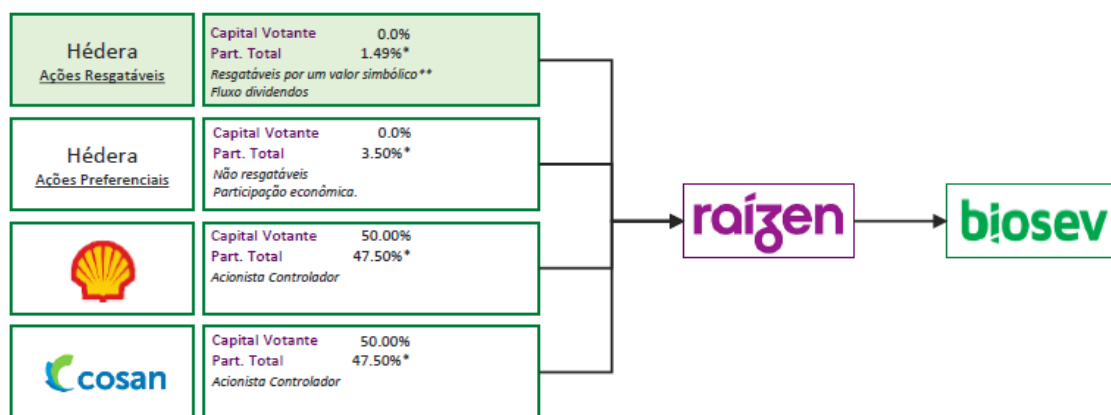 Hédera
Ações Resgatáveis
Capital Votante 0.0%
Part. Total 1.49%*
Resgatáveis por um valor simbólico**
Fluxo dividendos
Hédera
Ações Preferenciais
Capital Votante 0.0%
Part. Total 3.50%*
Não resgatáveis
Participação econômica.
Capital Votante 50.00%
Part. Total 47.50%*
Acionista Controlador
cosan
Capital Votante 50.00%
Part. Total 47.50%*
Acionista Controlador
raízen
biosev